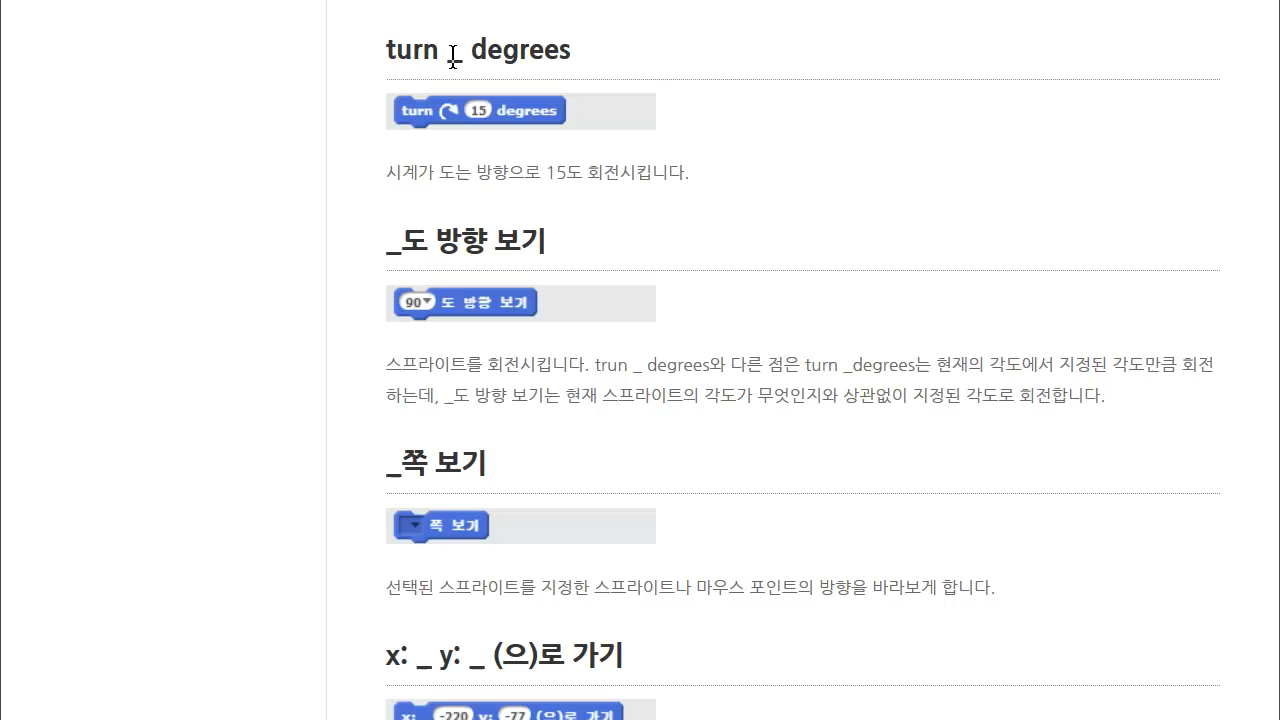 turn _ degrees
turn 15 degrees
시계가 도는 방향으로 15도 회전시킵니다.
_도 방향 보기
90 도 방향 보기
스프라이트를 회전시킵니다. trun _ degrees와 다른 점은 turn _degrees는 현재의 각도에서 지정된 각도만큼 회전
하는데, _도 방향 보기는 현재 스프라이트의 각도가 무엇인지와 상관없이 지정된 각도로 회전합니다.
_쪽 보기
쪽 보기
선택된 스프라이트를 지정한 스프라이트나 마우스 포인트의 방향을 바라보게 합니다.
x: _ y: _ (으)로 가기
x: -220 y: -77 (으)로 가기